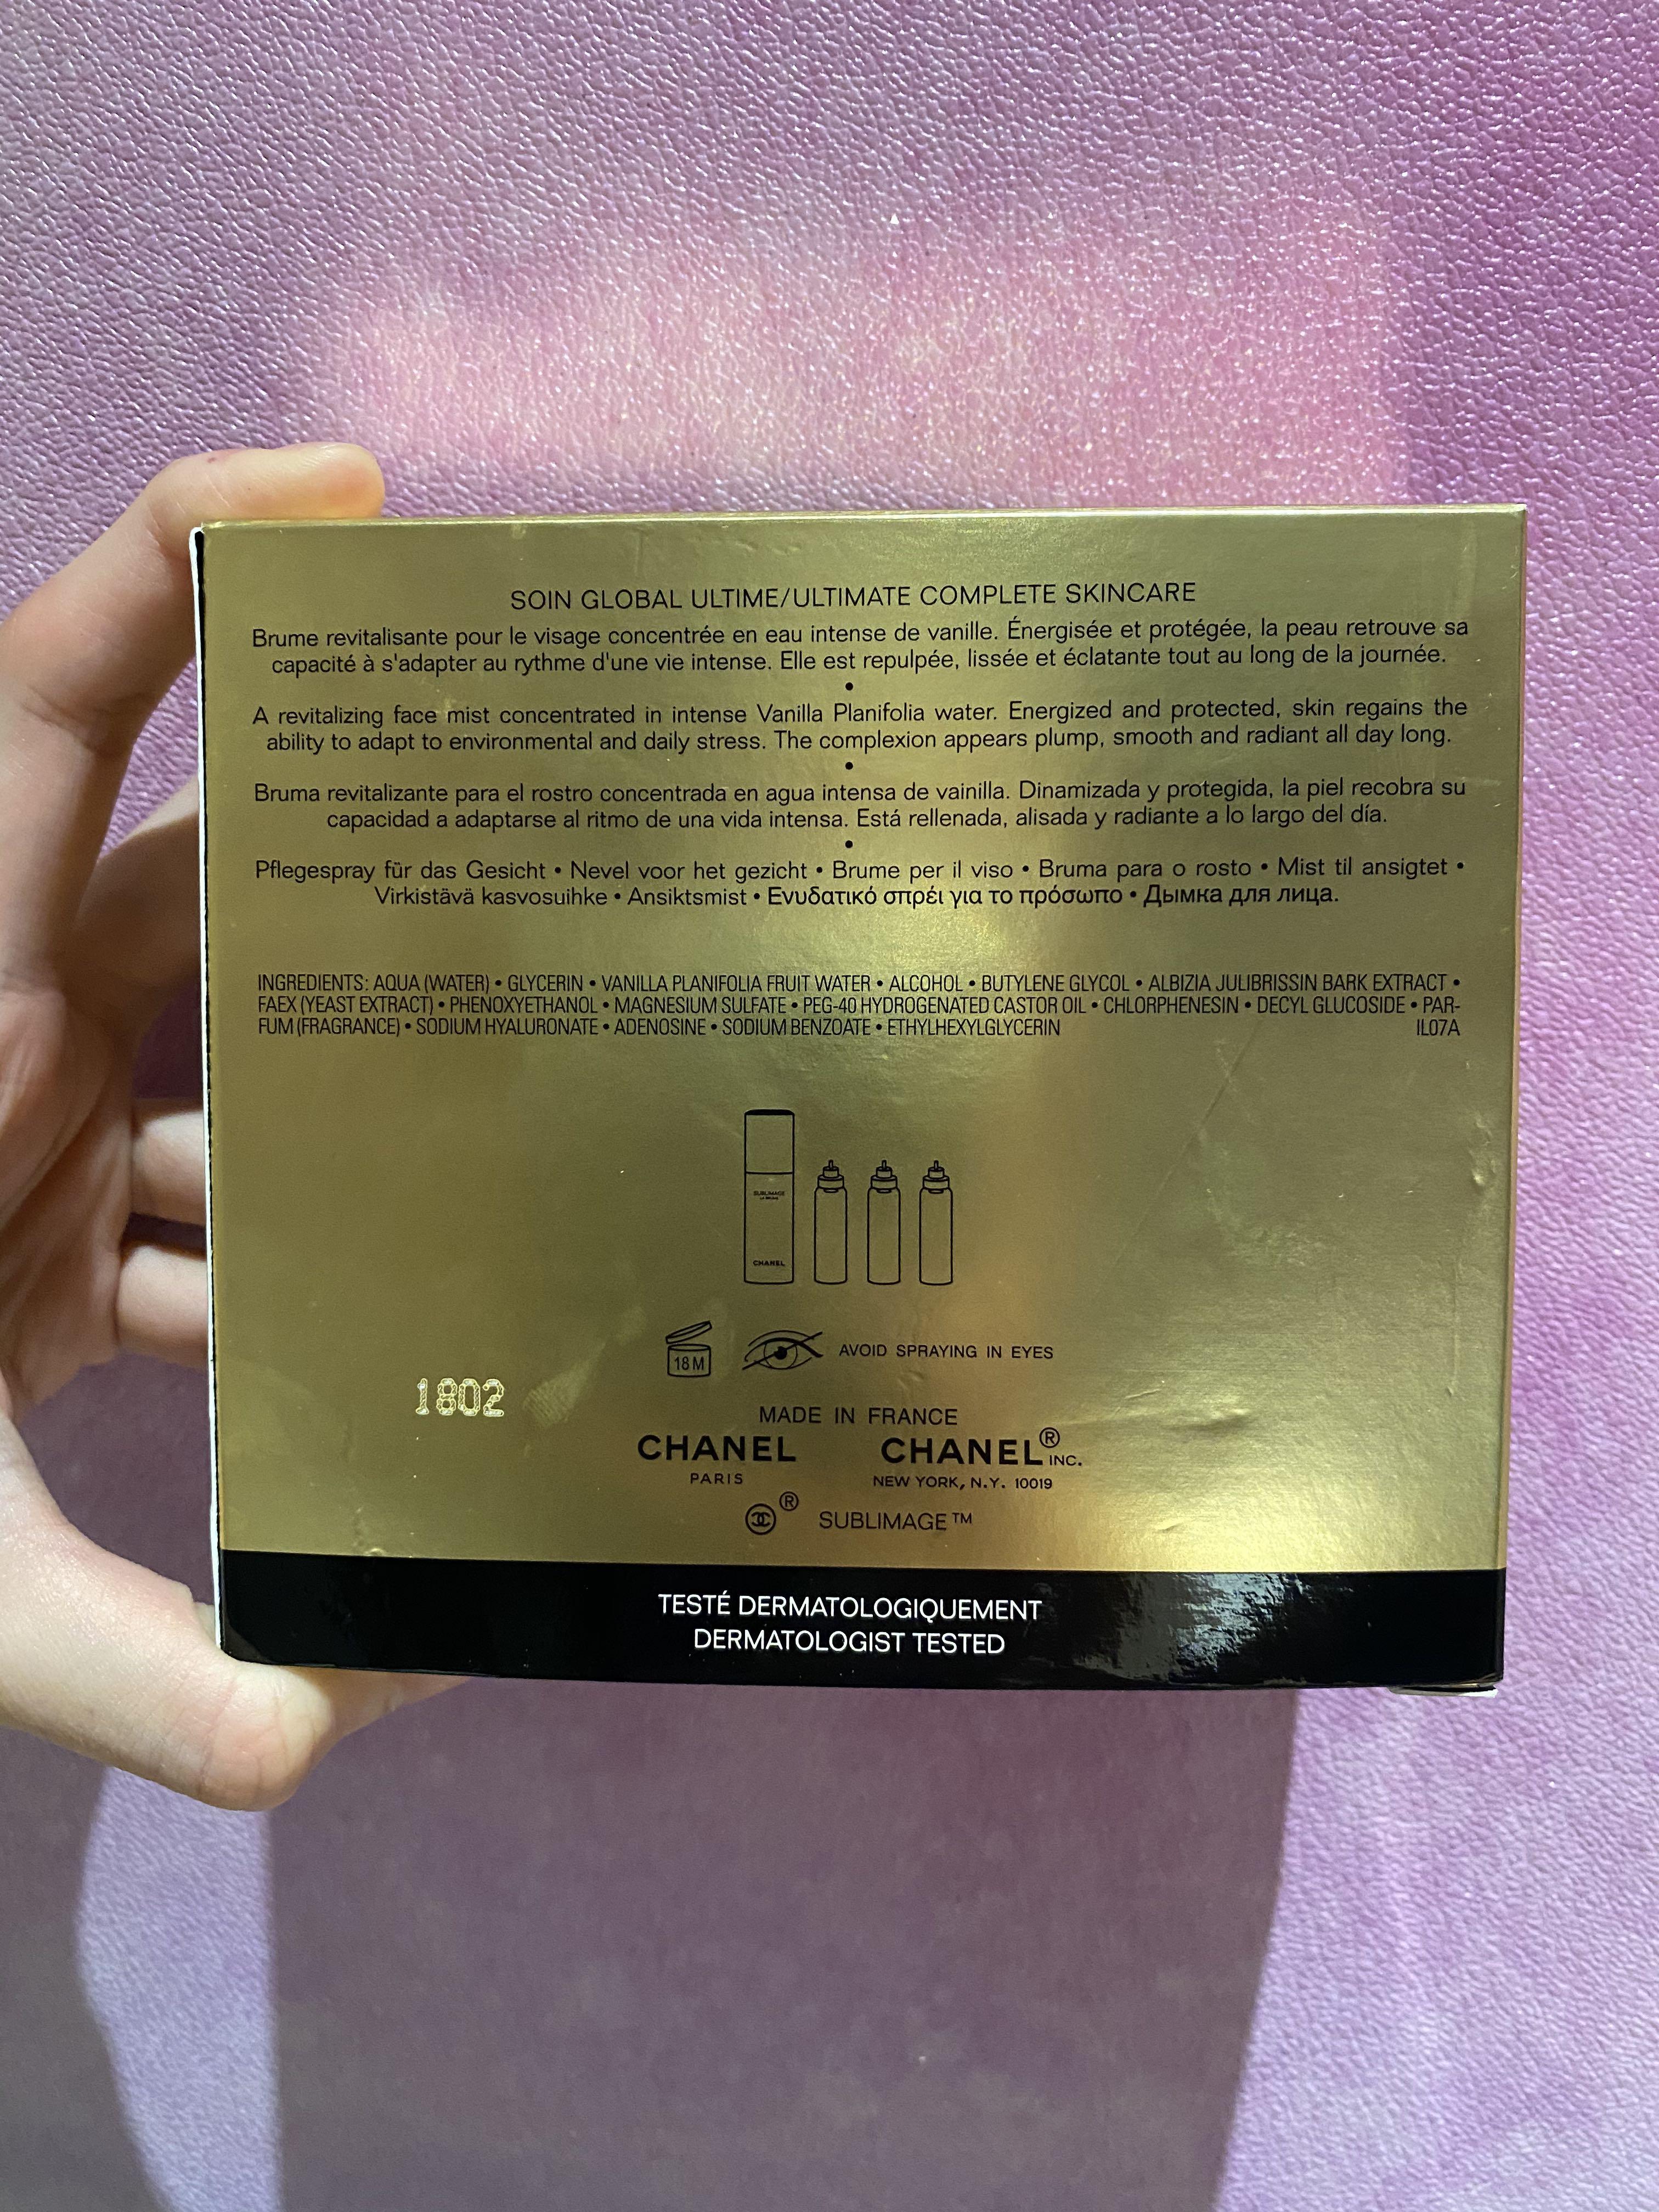 SOIN GLOBAL ULTIME/ULTIMATE COMPLETE SKINCARE
Brume revitalisante pour le visage concentrée en eau intense de vanille. Énergisée et protégée, la peau retrouve sa
capacité à s'adapter au rythme d'une vie intense. Elle est repulpée, lissée et éclatante tout au long de la journée.
•
A revitalizing face mist concentrated in intense Vanilla Planifolia water. Energized and protected, skin regains the
ability to adapt to environmental and daily stress. The complexion appears plump, smooth and radiant all day long.
•
Bruma revitalizante para el rostro concentrada en agua intensa de vainilla. Dinamizada y protegida, la piel recobra su
capacidad a adaptarse al ritmo de una vida intensa. Está rellenada, alisada y radiante a lo largo del día.
•
Pflegespray für das Gesicht • Nevel voor het gezicht • Brume per il viso • Bruma para o rosto • Mist til ansigtet •
Virkistävä kasvosuihke • Ansiktsmist • Ενυδατικό σπρέι για το πρόσωπο • Дымка для лица.
INGREDIENTS: AQUA (WATER) • GLYCERIN • VANILLA PLANIFOLIA FRUIT WATER • ALCOHOL • BUTYLENE GLYCOL • ALBIZIA JULIBRISSIN BARK EXTRACT •
FAEX (YEAST EXTRACT) • PHENOXYETHANOL • MAGNESIUM SULFATE • PEG-40 HYDROGENATED CASTOR OIL • CHLORPHENESIN • DECYL GLUCOSIDE • PAR-
FUM (FRAGRANCE) • SODIUM HYALURONATE • ADENOSINE • SODIUM BENZOATE • ETHYLHEXYLGLYCERIN IL07A
SUBLIMAGE
LA BRUME
CHANEL
18 M AVOID SPRAYING IN EYES
1802
MADE IN FRANCE
CHANEL CHANEL® INC.
PARIS NEW YORK, N.Y. 10019
® SUBLIMAGE™
TESTÉ DERMATOLOGIQUEMENT
DERMATOLOGIST TESTED